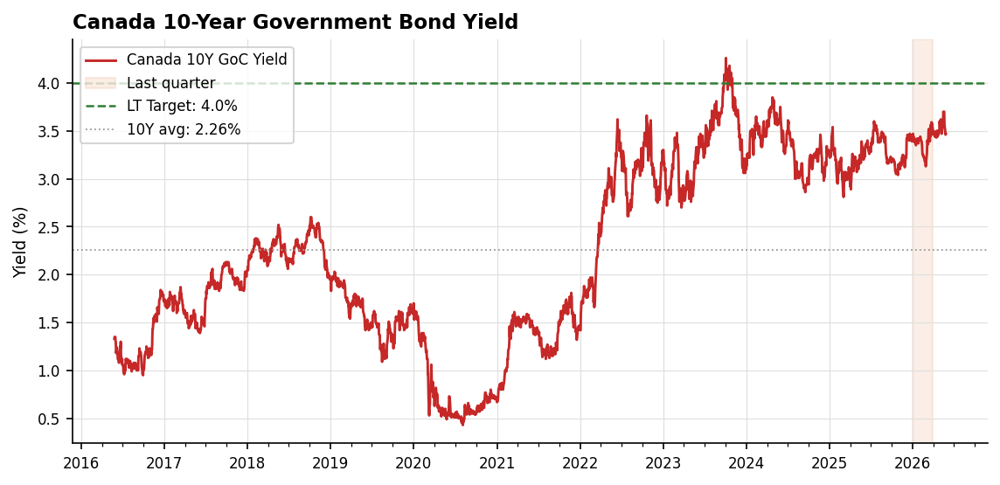 Canada 10-Year Government Bond Yield
Canada 10Y GoC Yield
Last quarter
LT Target: 4.0%
10Y avg: 2.26%
Yield (%)
4.0
3.5
3.0
2.5
2.0
1.5
1.0
0.5
2016 2017 2018 2019 2020 2021 2022 2023 2024 2025 2026